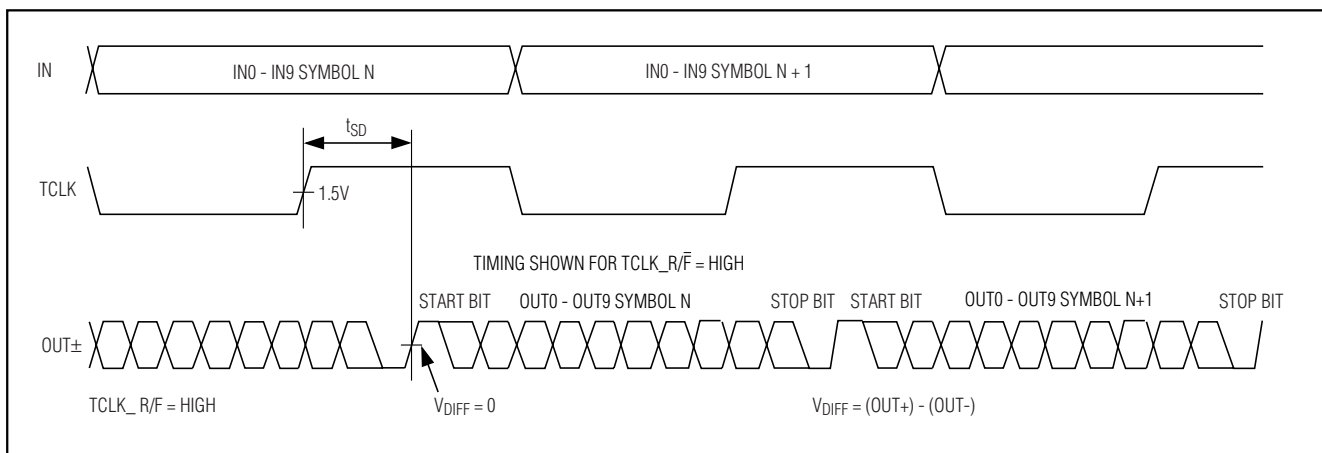 IN
IN0 - IN9 SYMBOL N
IN0 - IN9 SYMBOL N + 1
tSD
TCLK
1.5V
TIMING SHOWN FOR TCLK_R/F̅ = HIGH
START BIT
OUT0 - OUT9 SYMBOL N
STOP BIT
START BIT
OUT0 - OUT9 SYMBOL N+1
STOP BIT
OUT±
TCLK_ R/F = HIGH
VDIFF = 0
VDIFF = (OUT+) - (OUT-)